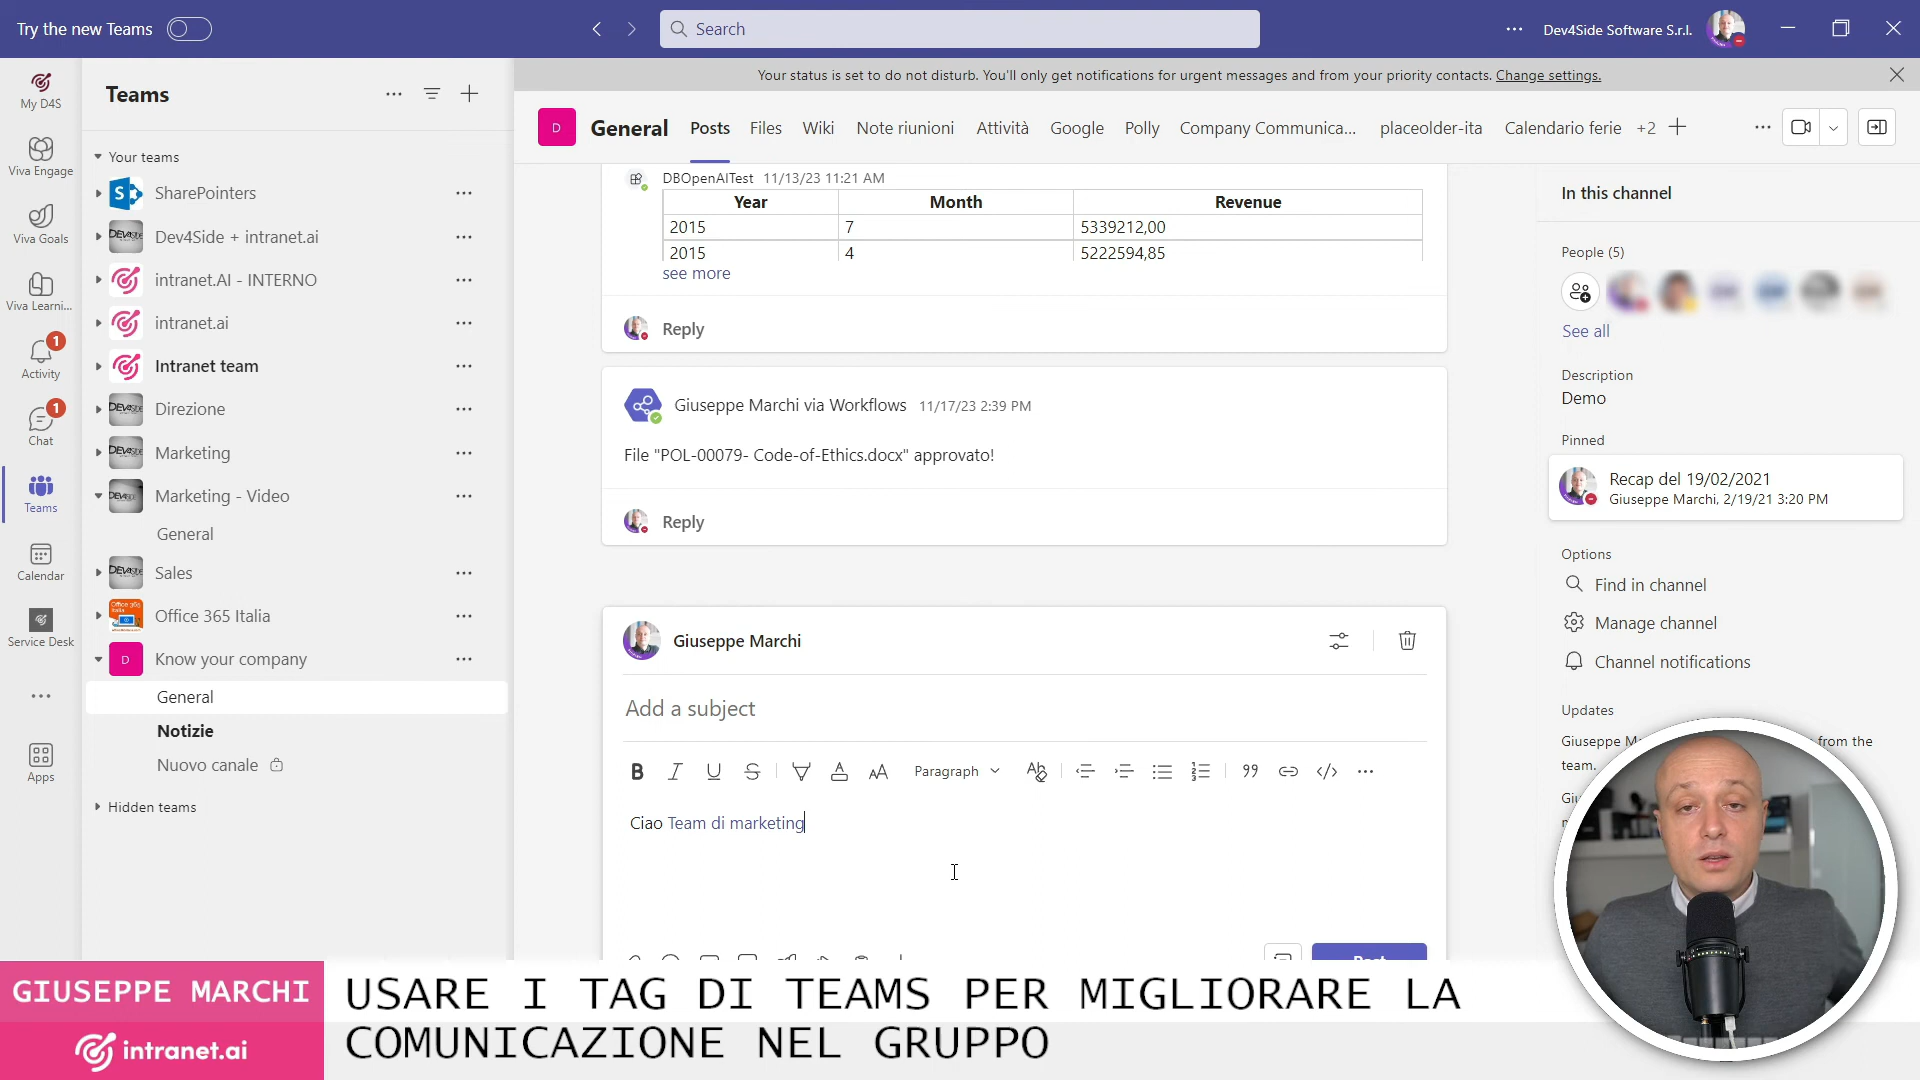 Try the new Teams
Search
Dev4Side Software S.r.l.
Your status is set to do not disturb. You'll only get notifications for urgent messages and from your priority contacts. Change settings.
My D4S
Viva Engage
Viva Goals
Viva Learni...
1
Activity
1
Chat
Teams
Calendar
Service Desk
Apps
Teams
Your teams
SharePointers
Dev4Side + intranet.ai
intranet.AI - INTERNO
intranet.ai
Intranet team
Direzione
Marketing
Marketing - Video
General
Sales
Office 365 Italia
D Know your company
General
Notizie
Nuovo canale
Hidden teams
D General Posts Files Wiki Note riunioni Attività Google Polly Company Communica... placeolder-ita Calendario ferie +2
DBOpenAITest 11/13/23 11:21 AM
Year Month Revenue
2015 7 5339212,00
2015 4 5222594,85
see more
Reply
Giuseppe Marchi via Workflows 11/17/23 2:39 PM
File "POL-00079- Code-of-Ethics.docx" approvato!
Reply
Giuseppe Marchi
Add a subject
Paragraph
Ciao Team di marketing
Post
In this channel
People (5)
See all
Description
Demo
Pinned
Recap del 19/02/2021
Giuseppe Marchi, 2/19/21 3:20 PM
Options
Find in channel
Manage channel
Channel notifications
Updates
Giuseppe M
from the
team.
GIUSEPPE MARCHI
intranet.ai
USARE I TAG DI TEAMS PER MIGLIORARE LA
COMUNICAZIONE NEL GRUPPO